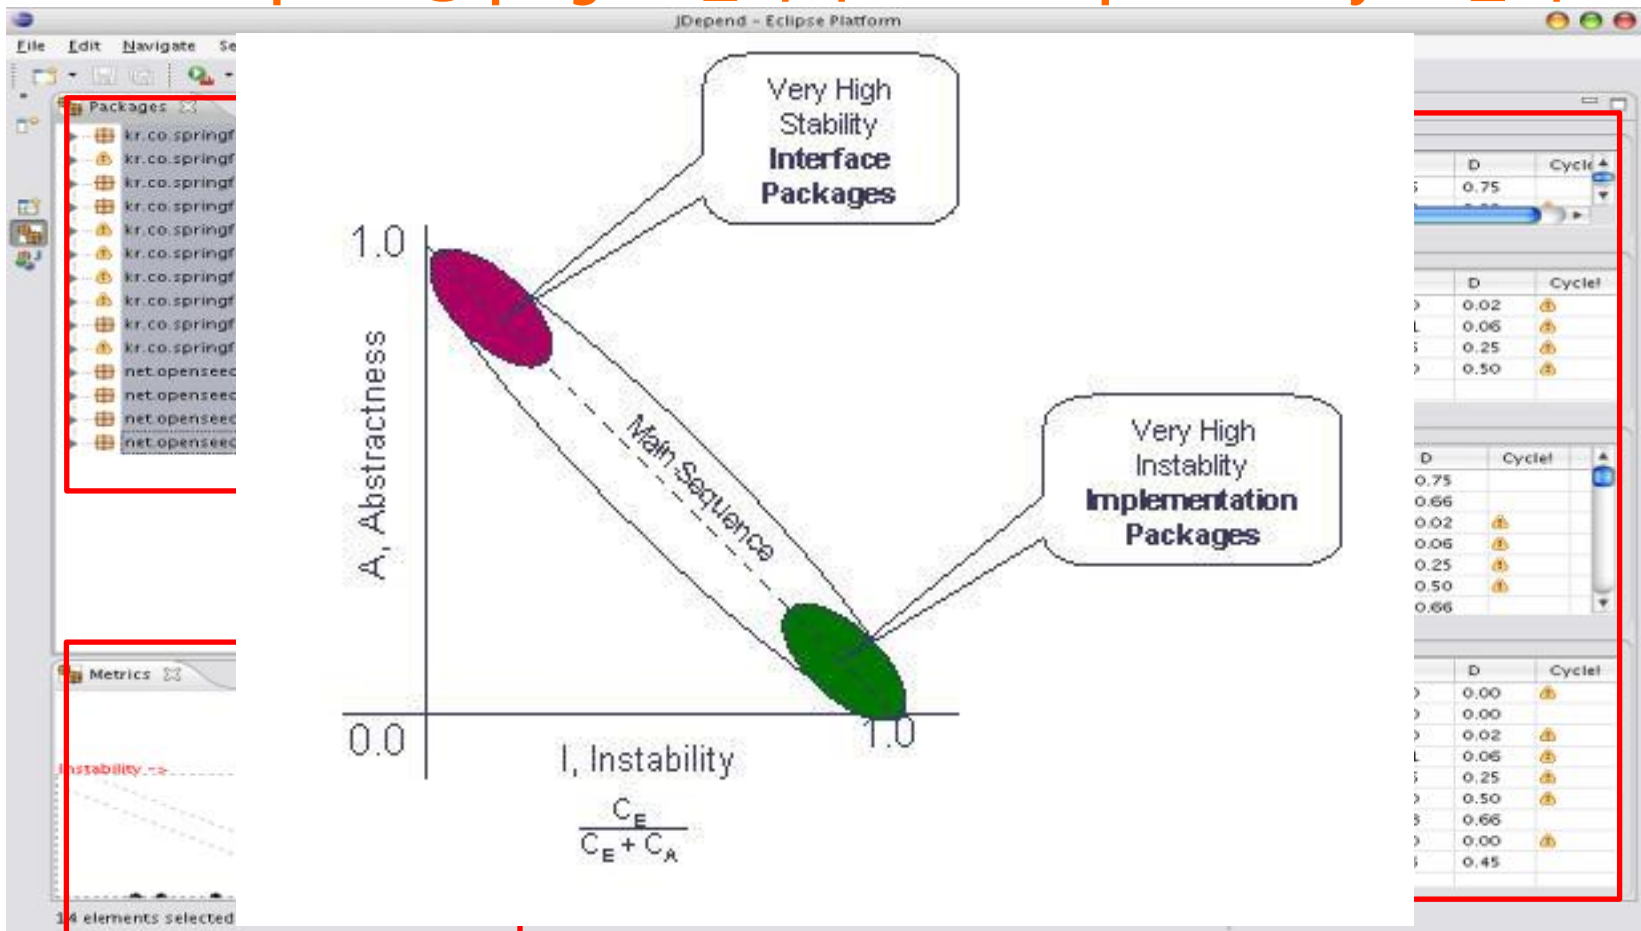 JDepend - Eclipse Platform
File Edit Navigate Se
Packages
kr.co.springf
kr.co.springf
kr.co.springf
kr.co.springf
kr.co.springf
kr.co.springf
kr.co.springf
kr.co.springf
kr.co.springf
kr.co.springf
net.openseec
net.openseec
net.openseec
net.openseec
Metrics
Instability ->
14 elements selected
Very High
Stability
Interface
Packages
1.0
A, Abstractness
Main Sequence
Very High
Instablity
Implementation
Packages
0.0
1.0
I, Instability
CE
CE + CA
D Cycle
0.75
D Cycle!
0.02
0.06
0.25
0.50
D Cycle!
0.75
0.66
0.02
0.06
0.25
0.50
0.66
D Cycle!
0.00
0.00
0.02
0.06
0.25
0.50
0.66
0.00
0.45